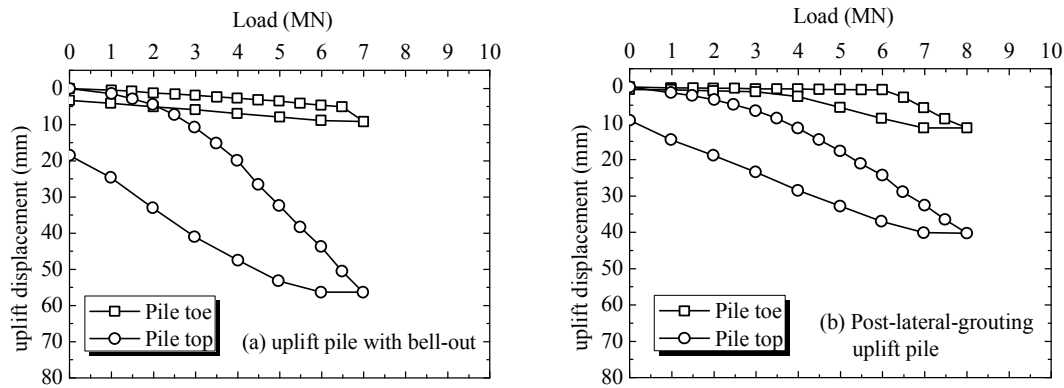 Load (MN)
0 1 2 3 4 5 6 7 8 9 10
0
10
20
30
40
50
60
70
80
uplift displacement (mm)
Pile toe
Pile top
(a) uplift pile with bell-out
Load (MN)
0 1 2 3 4 5 6 7 8 9 10
0
10
20
30
40
50
60
70
80
uplift displacement (mm)
Pile toe
Pile top
(b) Post-lateral-grouting
uplift pile